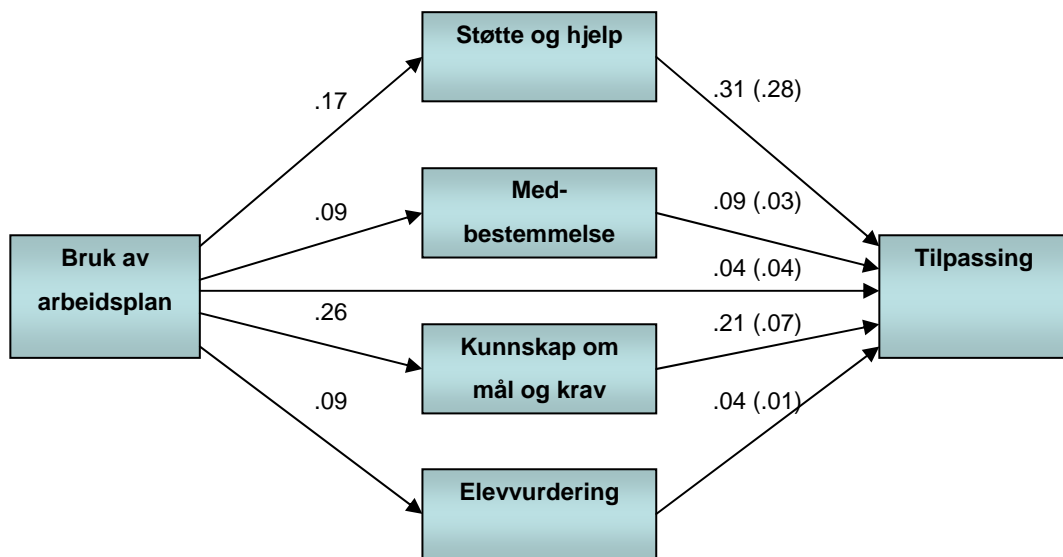 Støtte og hjelp
.31 (.28)
.17
Med-
bestemmelse
.09
.09 (.03)
Bruk av
arbeidsplan
.04 (.04)
Tilpassing
.26
Kunnskap om
mål og krav
.21 (.07)
.09
.04 (.01)
Elevvurdering